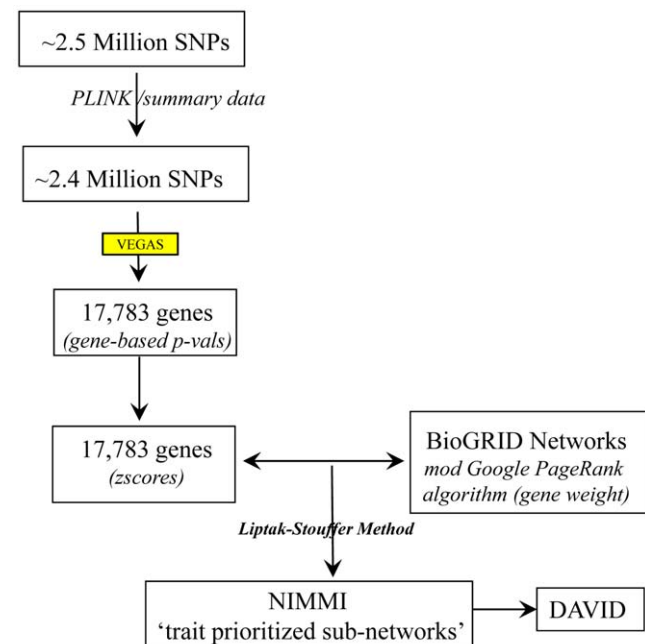 ~2.5 Million SNPs
PLINK /summary data
~2.4 Million SNPs
VEGAS
17,783 genes
(gene-based p-vals)
17,783 genes
(zscores)
BioGRID Networks
mod Google PageRank
algorithm (gene weight)
Liptak-Stouffer Method
NIMMI
‘trait prioritized sub-networks’
DAVID